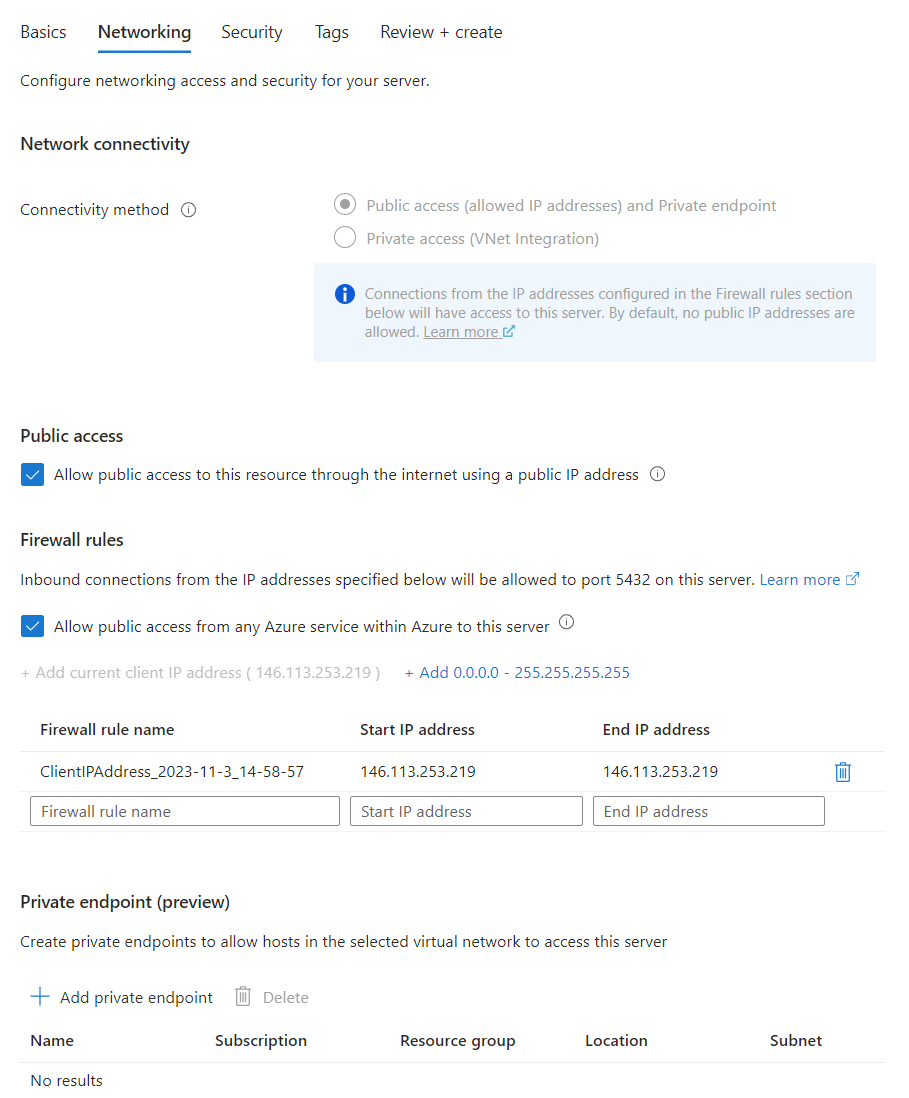 Basics Networking Security Tags Review + create
Configure networking access and security for your server.
Network connectivity
Connectivity method
Public access (allowed IP addresses) and Private endpoint
Private access (VNet Integration)
Connections from the IP addresses configured in the Firewall rules section
below will have access to this server. By default, no public IP addresses are
allowed. Learn more
Public access
Allow public access to this resource through the internet using a public IP address
Firewall rules
Inbound connections from the IP addresses specified below will be allowed to port 5432 on this server. Learn more
Allow public access from any Azure service within Azure to this server
+ Add current client IP address ( 146.113.253.219 ) + Add 0.0.0.0 - 255.255.255.255
Firewall rule name Start IP address End IP address
ClientIPAddress_2023-11-3_14-58-57 146.113.253.219 146.113.253.219
Firewall rule name Start IP address End IP address
Private endpoint (preview)
Create private endpoints to allow hosts in the selected virtual network to access this server
Add private endpoint Delete
Name Subscription Resource group Location Subnet
No results